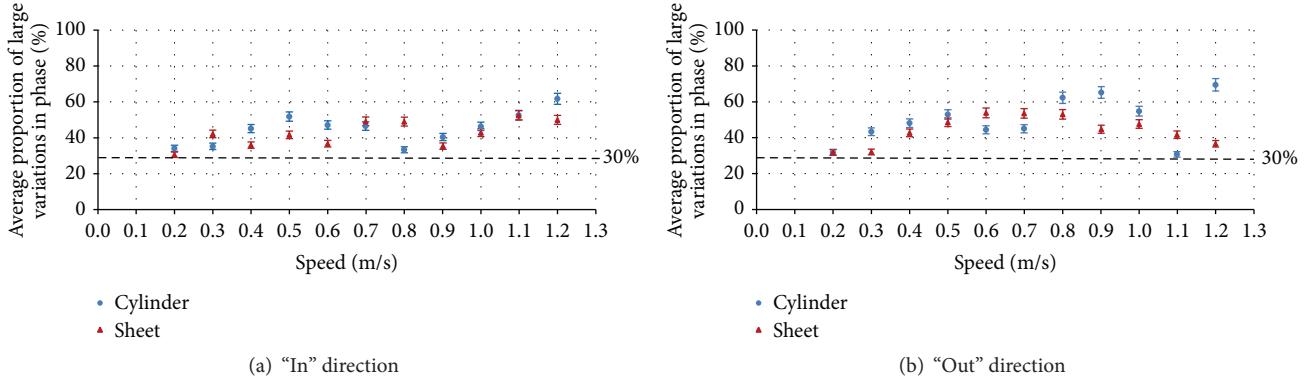 Average proportion of large
variations in phase (%)
100
80
60
40
20
0
30%
0.0 0.1 0.2 0.3 0.4 0.5 0.6 0.7 0.8 0.9 1.0 1.1 1.2 1.3
Speed (m/s)
Cylinder
Sheet
(a) “In” direction
Average proportion of large
variations in phase (%)
100
80
60
40
20
0
30%
0.0 0.1 0.2 0.3 0.4 0.5 0.6 0.7 0.8 0.9 1.0 1.1 1.2 1.3
Speed (m/s)
Cylinder
Sheet
(b) “Out” direction